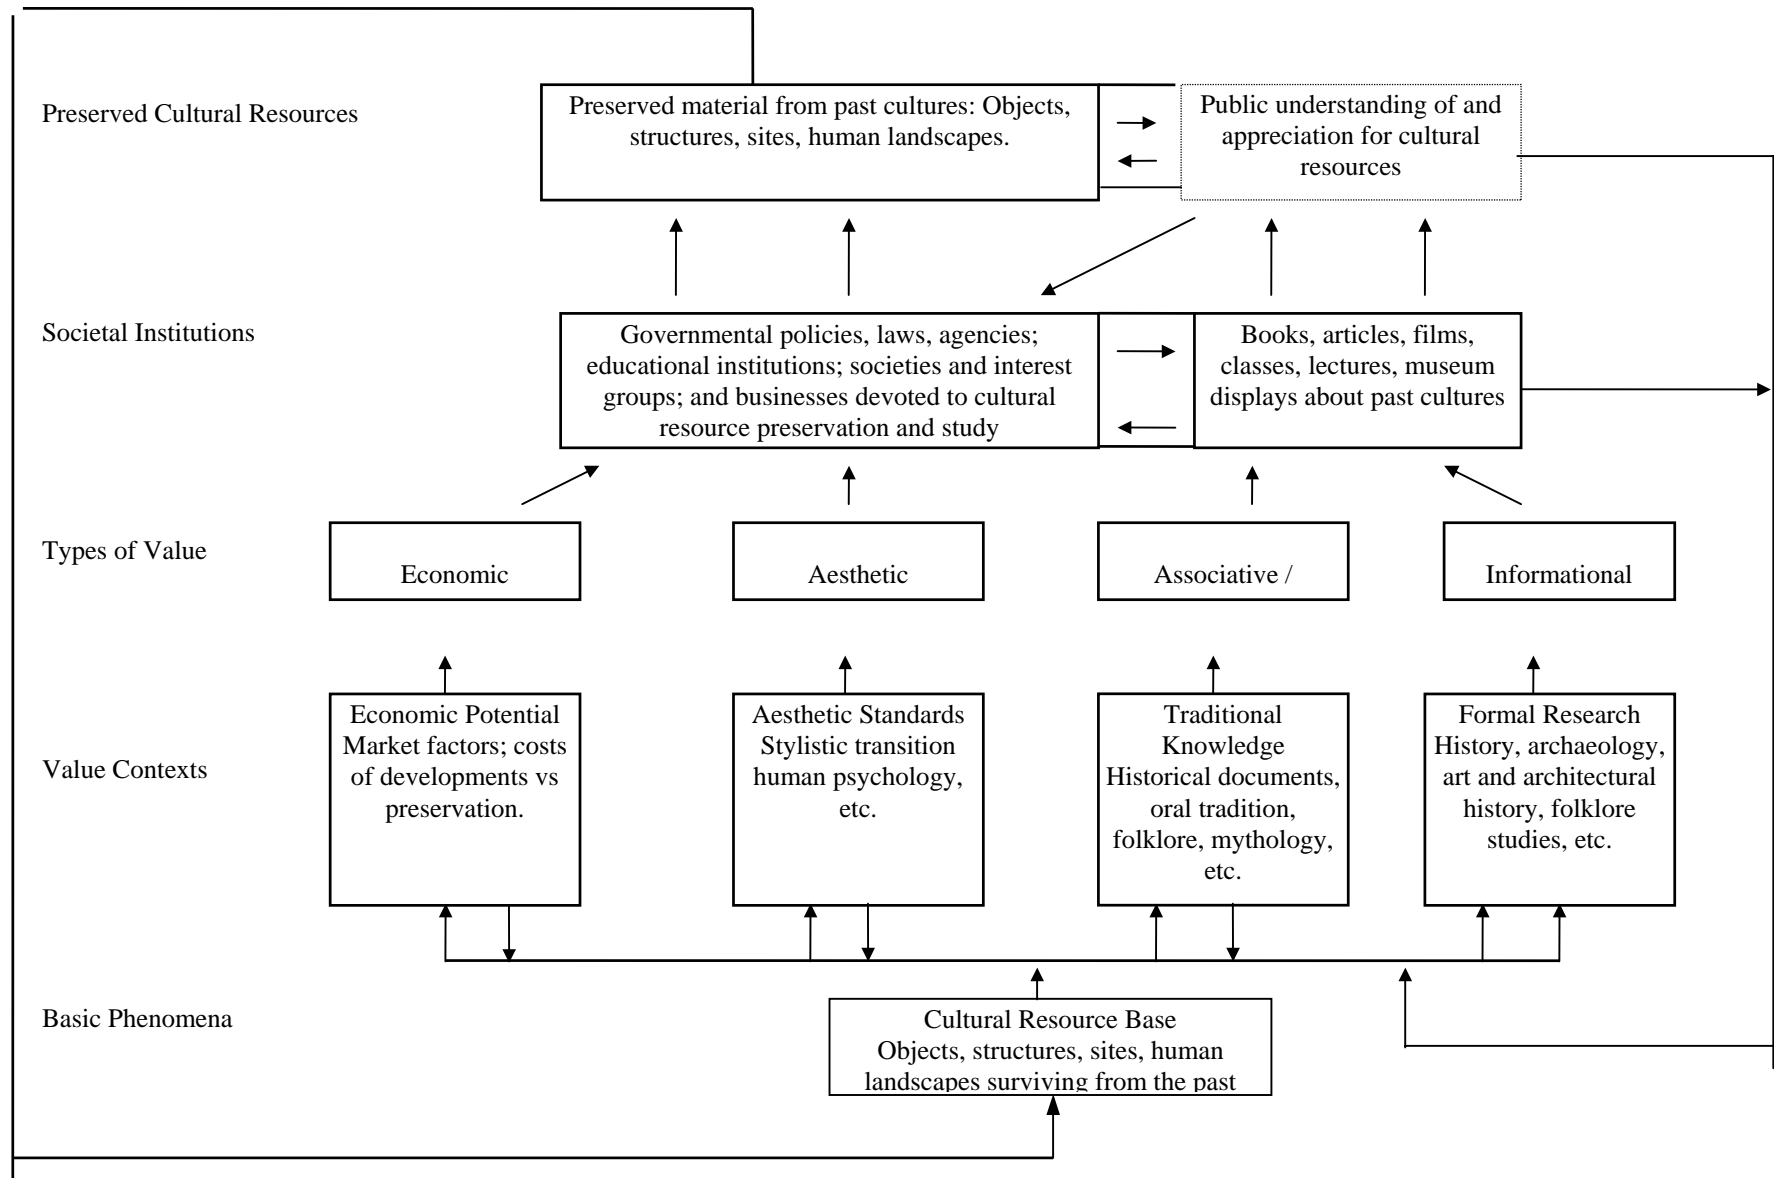 Preserved Cultural Resources
Preserved material from past cultures: Objects,
structures, sites, human landscapes.
Public understanding of and
appreciation for cultural
resources
Societal Institutions
Governmental policies, laws, agencies;
educational institutions; societies and interest
groups; and businesses devoted to cultural
resource preservation and study
Books, articles, films,
classes, lectures, museum
displays about past cultures
Types of Value
Economic
Aesthetic
Associative /
Informational
Value Contexts
Economic Potential
Market factors; costs
of developments vs
preservation.
Aesthetic Standards
Stylistic transition
human psychology,
etc.
Traditional
Knowledge
Historical documents,
oral tradition,
folklore, mythology,
etc.
Formal Research
History, archaeology,
art and architectural
history, folklore
studies, etc.
Basic Phenomena
Cultural Resource Base
Objects, structures, sites, human
landscapes surviving from the past